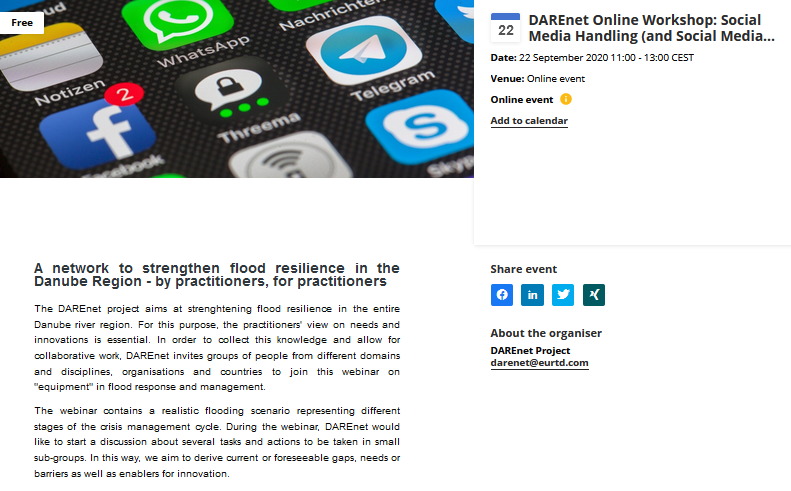 Free
oud
WhatsApp
Nachrichten
Notizen
2
Threema
Telegram
Facebook
Skype
22
DAREnet Online Workshop: Social
Media Handling (and Social Media...
Date: 22 September 2020 11:00 - 13:00 CEST
Venue: Online event
Online event
Add to calendar
A network to strengthen flood resilience in the
Danube Region - by practitioners, for practitioners
The DAREnet project aims at strenghtening flood resilience in the entire
Danube river region. For this purpose, the practitioners' view on needs and
innovations is essential. In order to collect this knowledge and allow for
collaborative work, DAREnet invites groups of people from different domains
and disciplines, organisations and countries to join this webinar on
"equipment" in flood response and management.
The webinar contains a realistic flooding scenario representing different
stages of the crisis management cycle. During the webinar, DAREnet would
like to start a discussion about several tasks and actions to be taken in small
sub-groups. In this way, we aim to derive current or foreseeable gaps, needs or
barriers as well as enablers for innovation.
Share event
About the organiser
DAREnet Project
darenet@eurtd.com